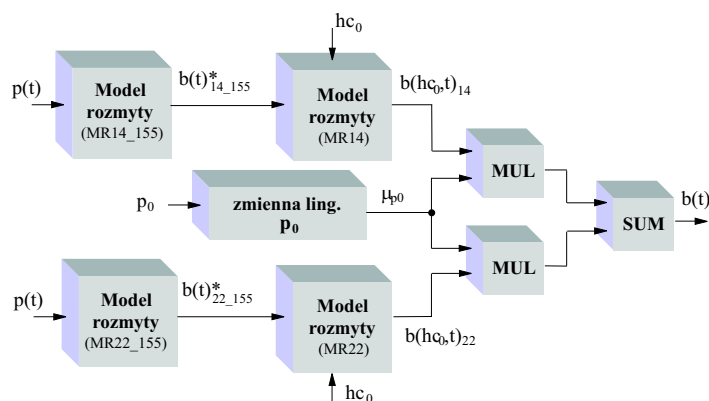 hc₀
p(t)
Model
rozmyty
(MR14_155)
b(t)*14_155
Model
rozmyty
(MR14)
b(hc₀,t)₁₄
MUL
p₀
zmienna ling.
p₀
μp0
SUM
b(t)
MUL
p(t)
Model
rozmyty
(MR22_155)
b(t)*22_155
Model
rozmyty
(MR22)
b(hc₀,t)₂₂
hc₀